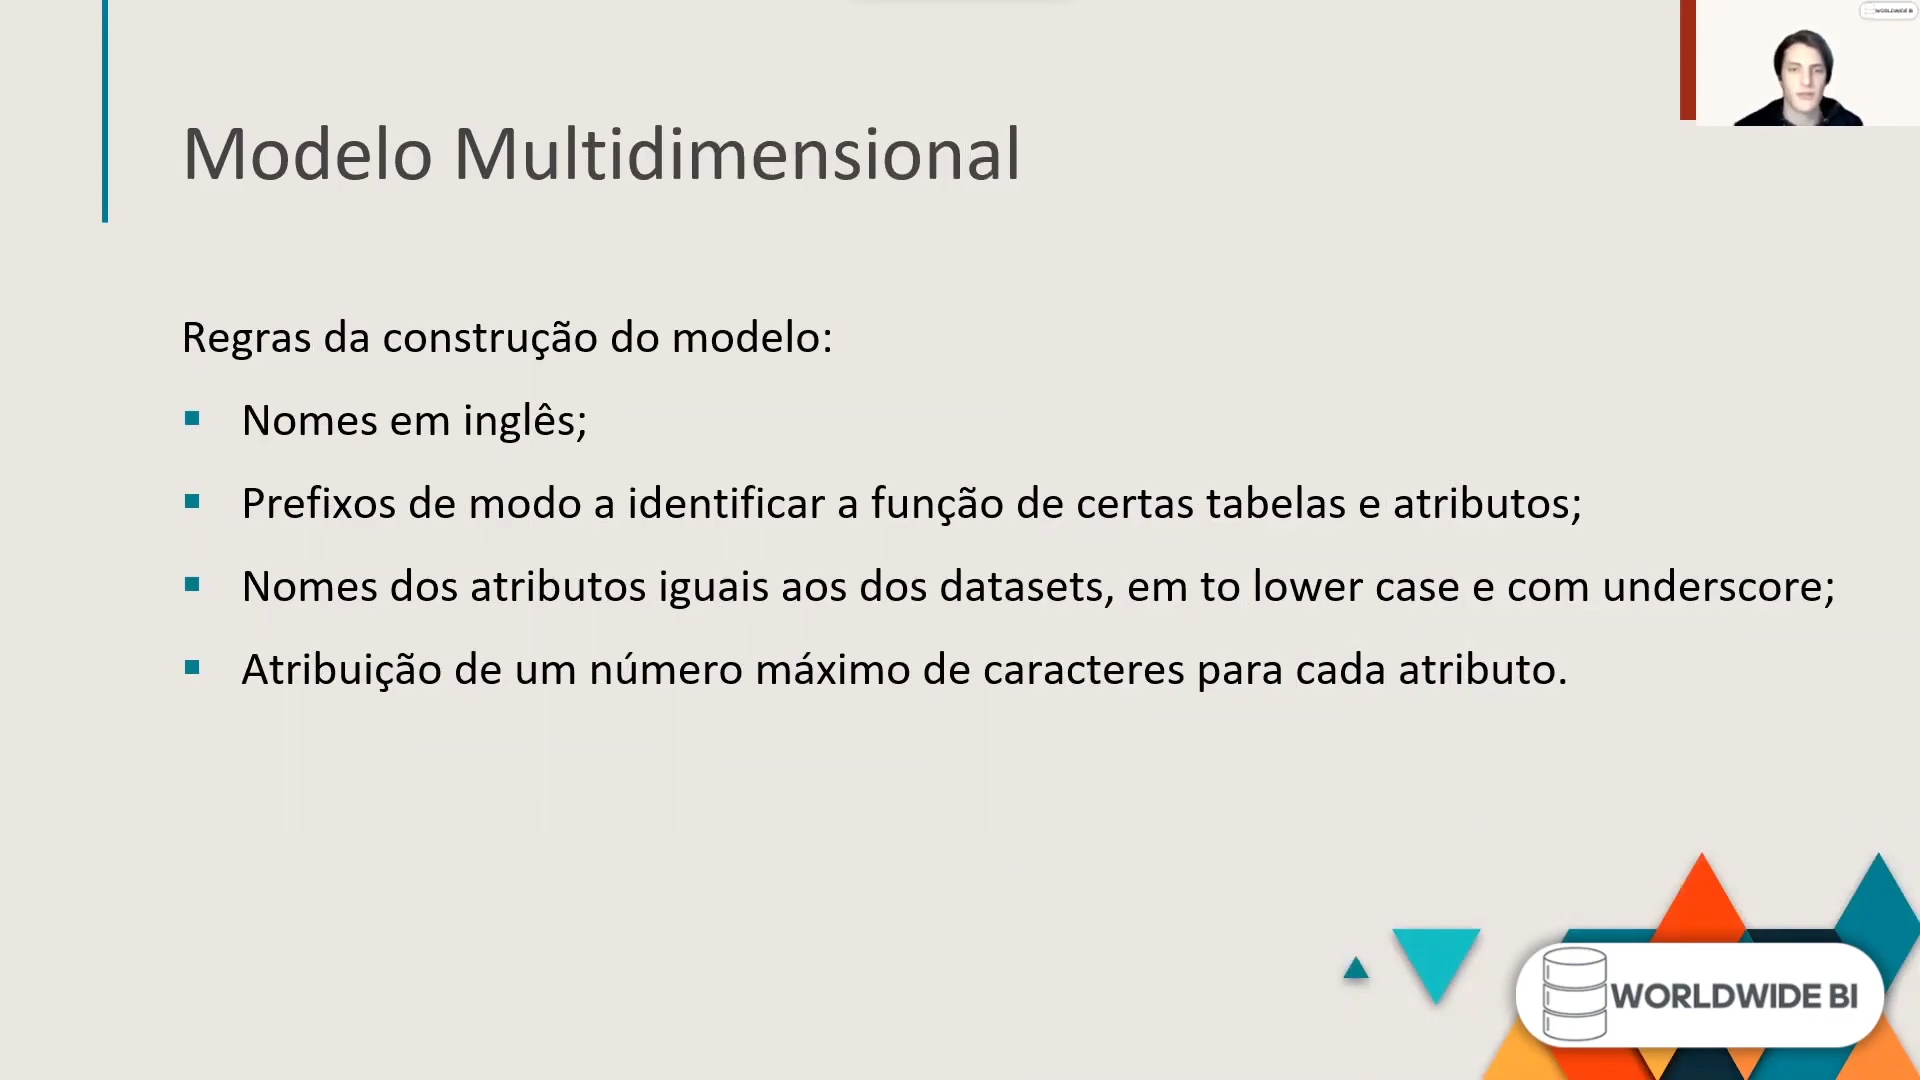 WORLDWIDE BI
Modelo Multidimensional
Regras da construção do modelo:
Nomes em inglês;
Prefixos de modo a identificar a função de certas tabelas e atributos;
Nomes dos atributos iguais aos dos datasets, em to lower case e com underscore;
Atribuição de um número máximo de caracteres para cada atributo.
WORLDWIDE BI